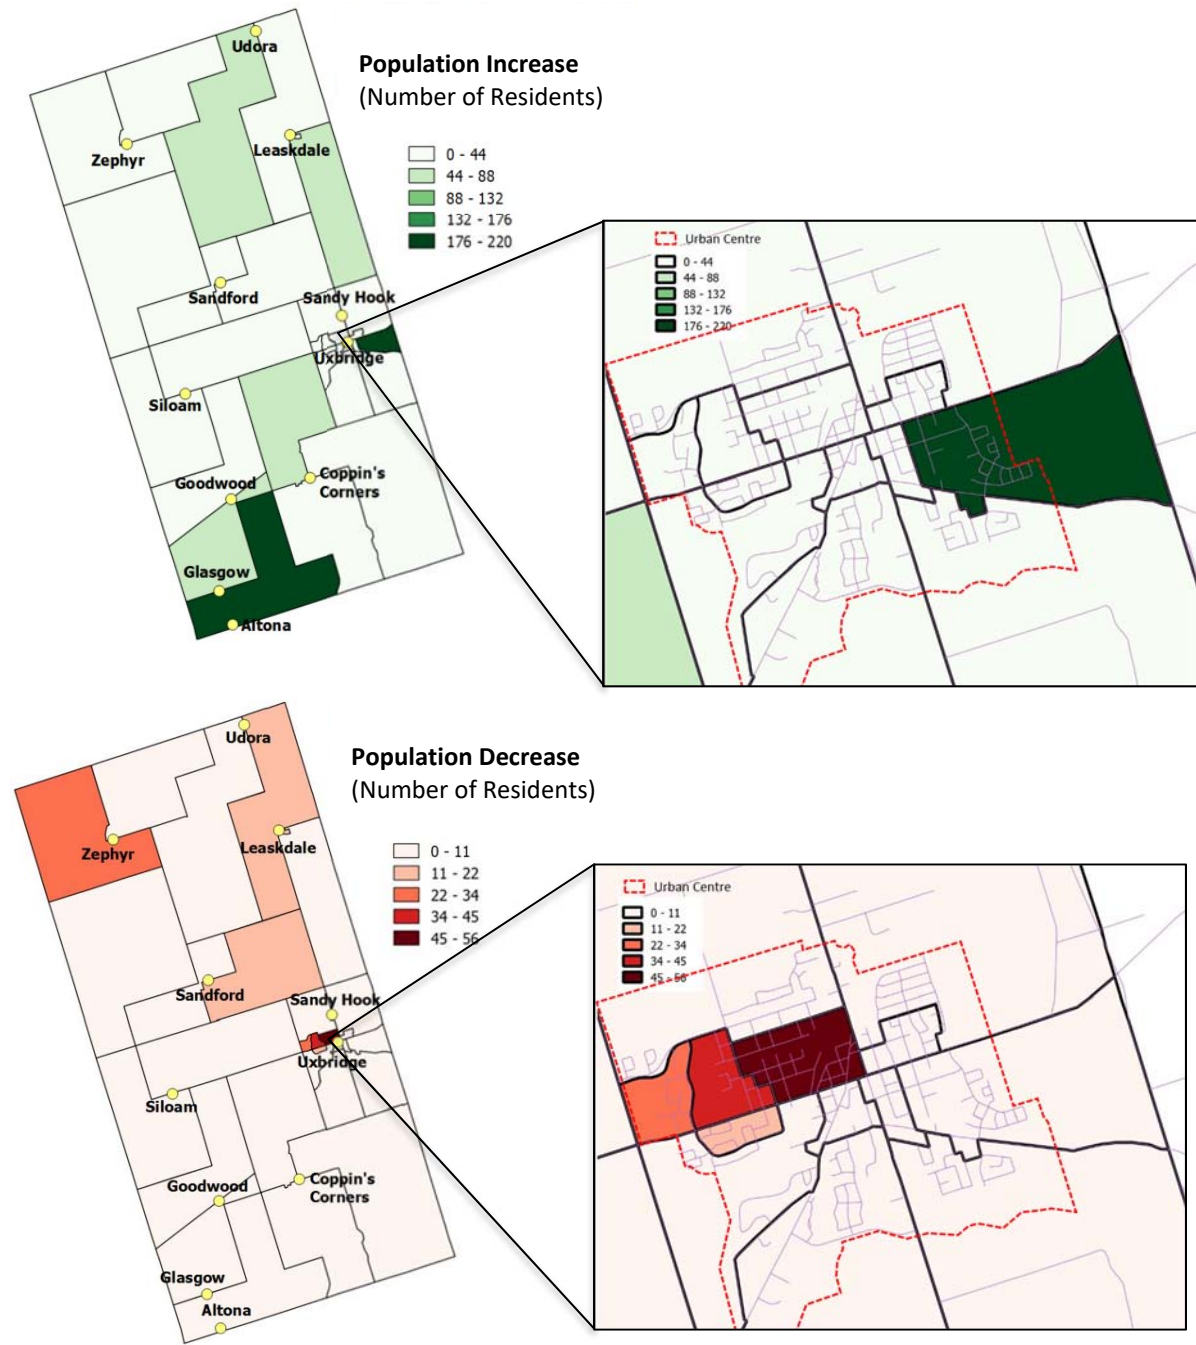 Population Increase
(Number of Residents)
0 - 44
44 - 88
88 - 132
132 - 176
176 - 220
Udora
Zephyr
Leaskdale
Sandford
Sandy Hook
Uxbridge
Siloam
Coppin's
Corners
Goodwood
Glasgow
Altona
Urban Centre
0 - 44
44 - 88
88 - 132
132 - 176
176 - 220
Population Decrease
(Number of Residents)
0 - 11
11 - 22
22 - 34
34 - 45
45 - 56
Udora
Zephyr
Leaskdale
Sandford
Sandy Hook
Uxbridge
Siloam
Coppin's
Corners
Goodwood
Glasgow
Altona
Urban Centre
0 - 11
11 - 22
22 - 34
34 - 45
45 - 56